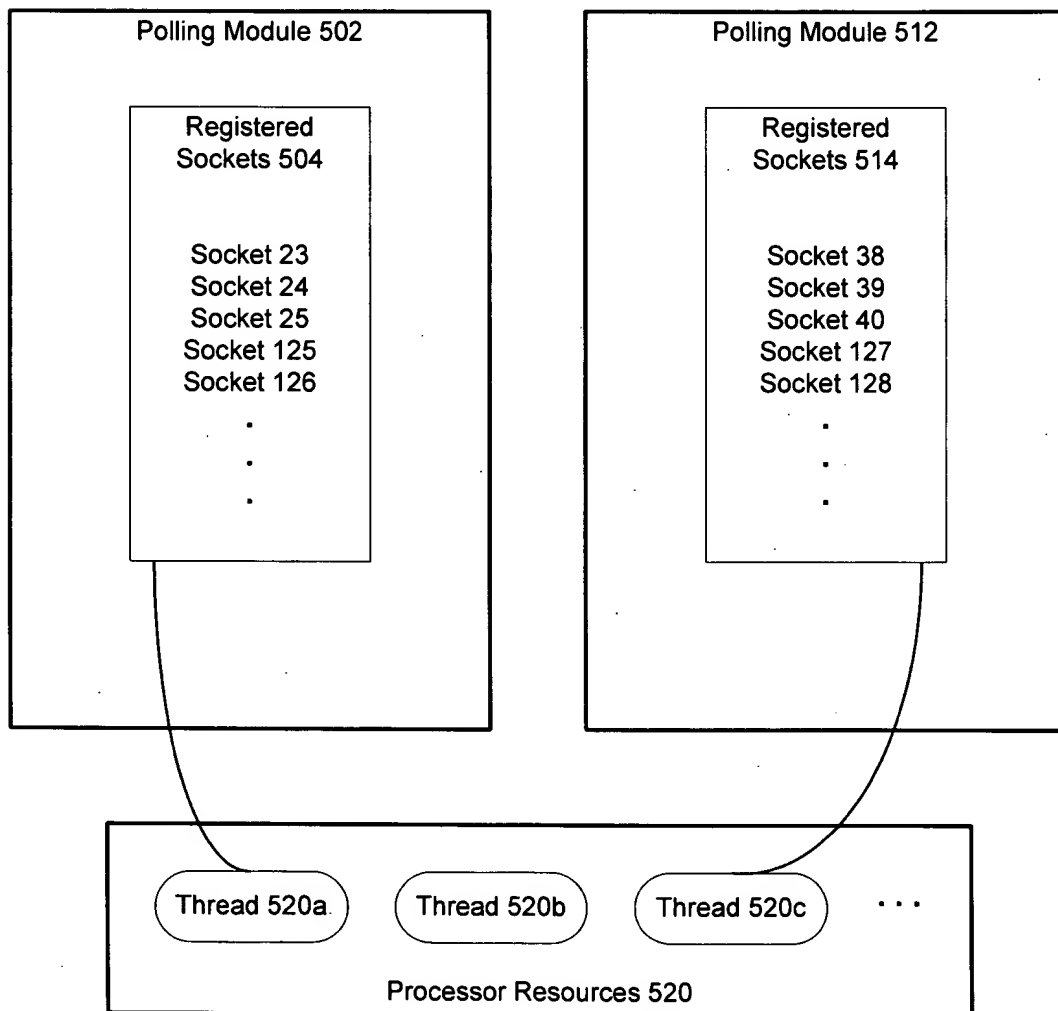 Polling Module 502
Registered
Sockets 504
Socket 23
Socket 24
Socket 25
Socket 125
Socket 126
.
.
.
Polling Module 512
Registered
Sockets 514
Socket 38
Socket 39
Socket 40
Socket 127
Socket 128
.
.
.
Thread 520a
Thread 520b
Thread 520c
. . .
Processor Resources 520